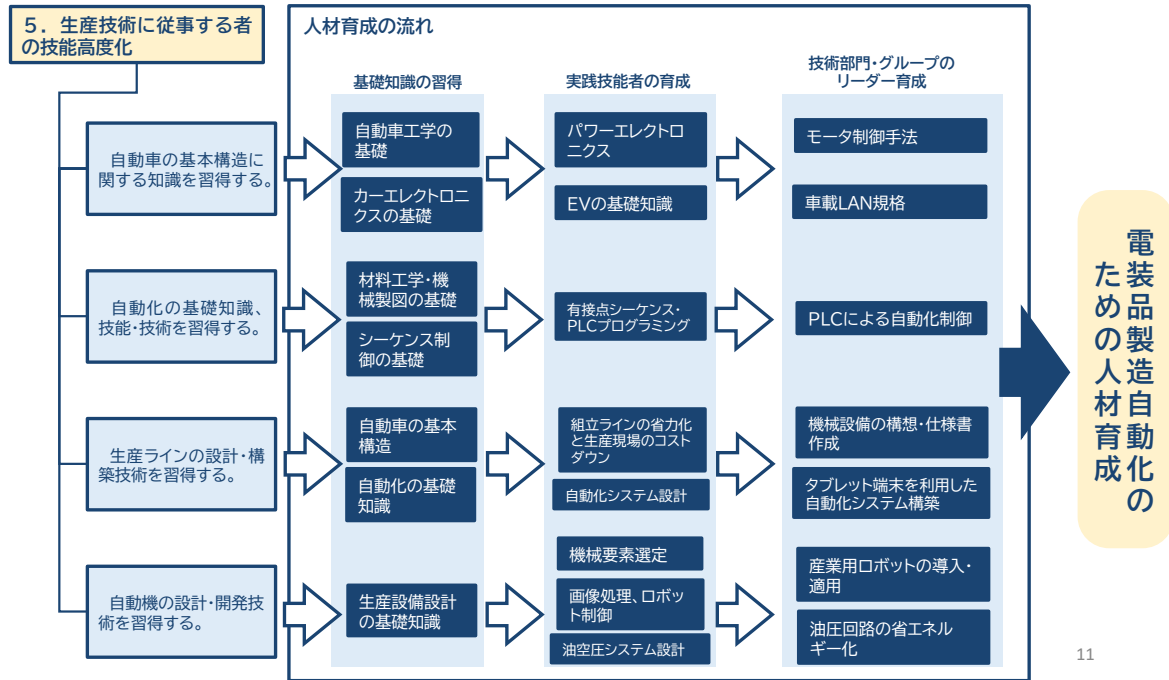 5．生産技術に従事する者
の技能高度化
人材育成の流れ
基礎知識の習得
実践技能者の育成
技術部門・グループの
リーダー育成
自動車の基本構造に
関する知識を習得する。
自動車工学の
基礎
カーエレクトロニ
クスの基礎
パワーエレクトロ
ニクス
EVの基礎知識
モータ制御手法
車載LAN規格
自動化の基礎知識、
技能・技術を習得する。
材料工学・機
械製図の基礎
シーケンス制
御の基礎
有接点シーケンス・
PLCプログラミング
PLCによる自動化制御
生産ラインの設計・構
築技術を習得する。
自動車の基本
構造
自動化の基礎
知識
組立ラインの省力化
と生産現場のコスト
ダウン
自動化システム設計
機械設備の構想・仕様書
作成
タブレット端末を利用した
自動化システム構築
自動機の設計・開発技
術を習得する。
生産設備設計
の基礎知識
機械要素選定
画像処理、ロボッ
ト制御
油空圧システム設計
産業用ロボットの導入・
適用
油圧回路の省エネル
ギー化
電装品製造自動化の
ための人材育成
11